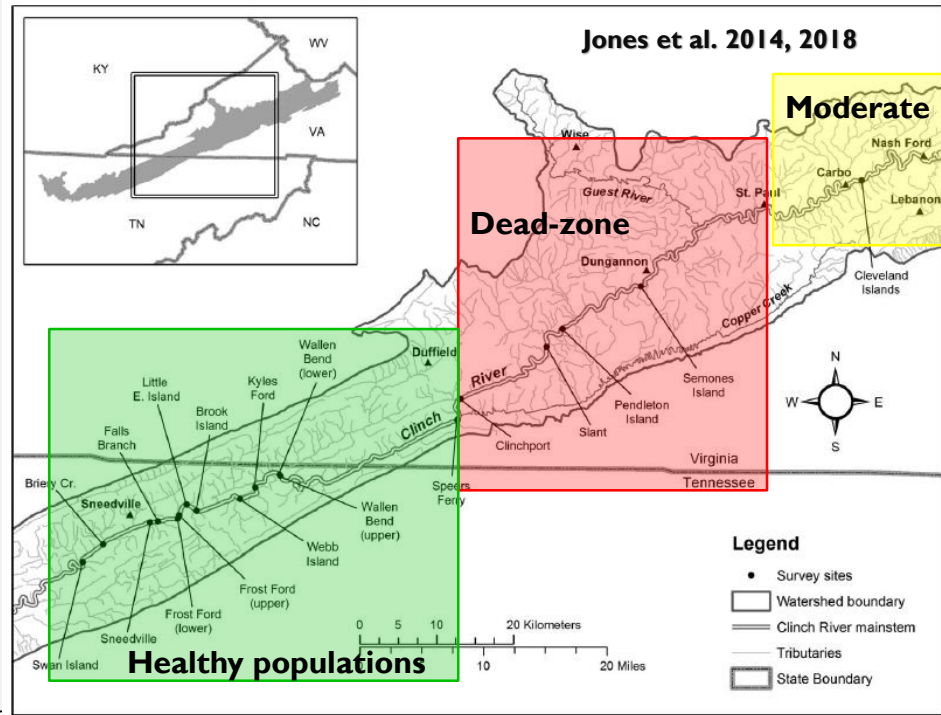 Jones et al. 2014, 2018
WV
KY
VA
TN
NC
Moderate
Nash Ford
Carbo
Lebanon
St. Paul
Cleveland
Islands
Wise
Guest River
Dead-zone
Dungannon
Copper Creek
Semones
Island
Pendleton
Island
Slant
Clinchport
River
Clinch
Duffield
Speers
Ferry
Wallen
Bend
(lower)
Kyles
Ford
Little
E. Island
Brook
Island
Falls
Branch
Briery Cr.
Sneedville
Wallen
Bend
(upper)
Webb
Island
Frost Ford
(upper)
Frost Ford
(lower)
Sneedville
Swan Island
Healthy populations
Virginia
Tennessee
N
W
E
S
0 5 10 20 Kilometers
0 5 10 20 Miles
Legend
Survey sites
Watershed boundary
Clinch River mainstem
Tributaries
State Boundary